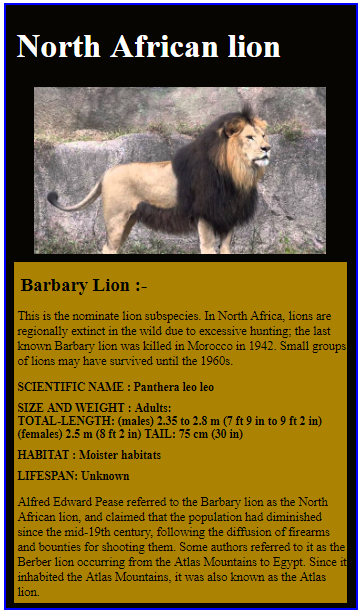 North African lion
Barbary Lion :-
This is the nominate lion subspecies. In North Africa, lions are
regionally extinct in the wild due to excessive hunting; the last
known Barbary lion was killed in Morocco in 1942. Small groups
of lions may have survived until the 1960s.
SCIENTIFIC NAME : Panthera leo leo
SIZE AND WEIGHT : Adults:
TOTAL-LENGTH: (males) 2.35 to 2.8 m (7 ft 9 in to 9 ft 2 in)
(females) 2.5 m (8 ft 2 in) TAIL: 75 cm (30 in)
HABITAT : Moister habitats
LIFESPAN: Unknown
Alfred Edward Pease referred to the Barbary lion as the North
African lion, and claimed that the population had diminished
since the mid-19th century, following the diffusion of firearms
and bounties for shooting them. Some authors referred to it as the
Berber lion occurring from the Atlas Mountains to Egypt. Since it
inhabited the Atlas Mountains, it was also known as the Atlas
lion.